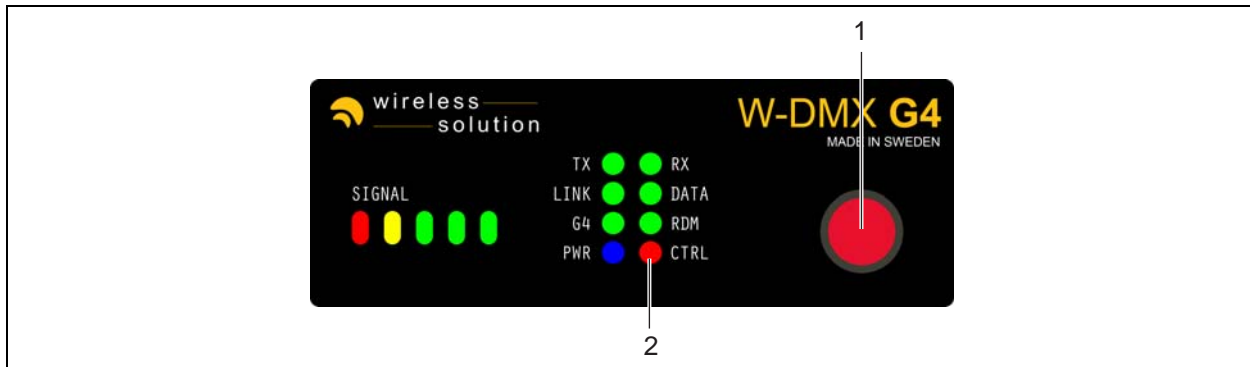 1
wireless
solution
W-DMX G4
MADE IN SWEDEN
TX RX
SIGNAL
LINK DATA
G4 RDM
PWR CTRL
2